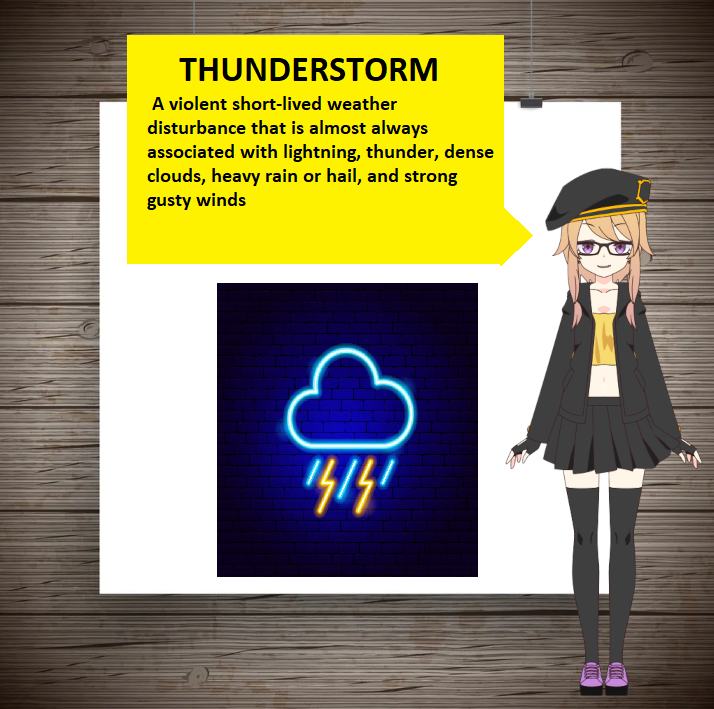 THUNDERSTORM
A violent short-lived weather
disturbance that is almost always
associated with lightning, thunder, dense
clouds, heavy rain or hail, and strong
gusty winds